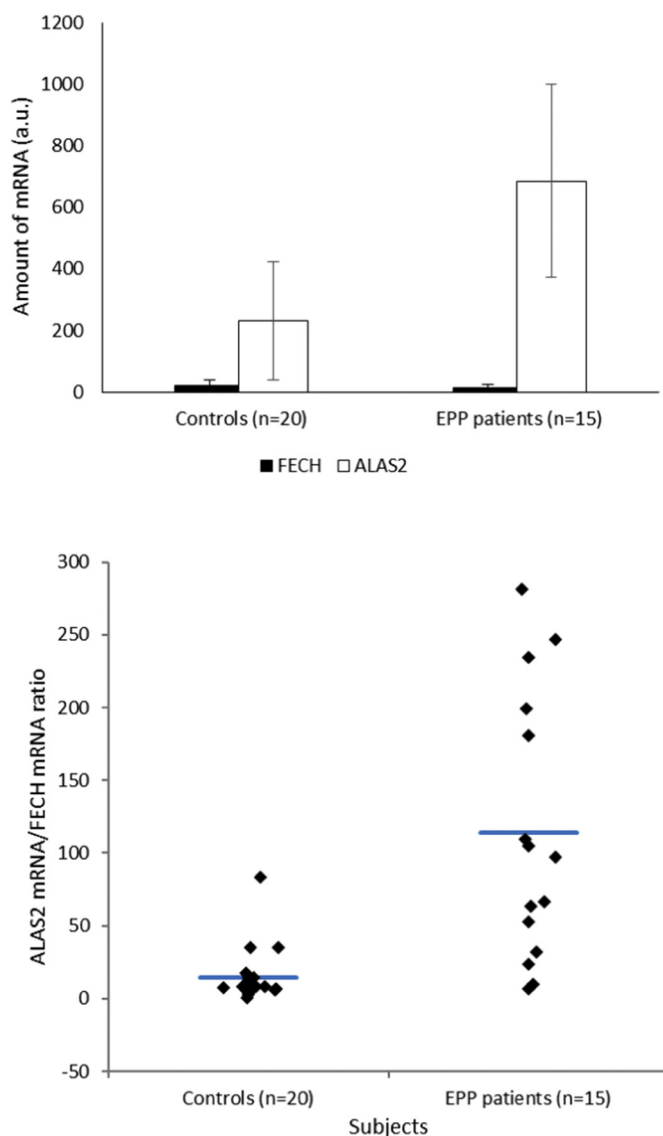 1200
1000
800
600
400
200
0
Amount of mRNA (a.u.)
Controls (n=20) EPP patients (n=15)
FECH ALAS2
300
250
200
150
100
50
0
-50
ALAS2 mRNA/FECH mRNA ratio
Controls (n=20) EPP patients (n=15)
Subjects